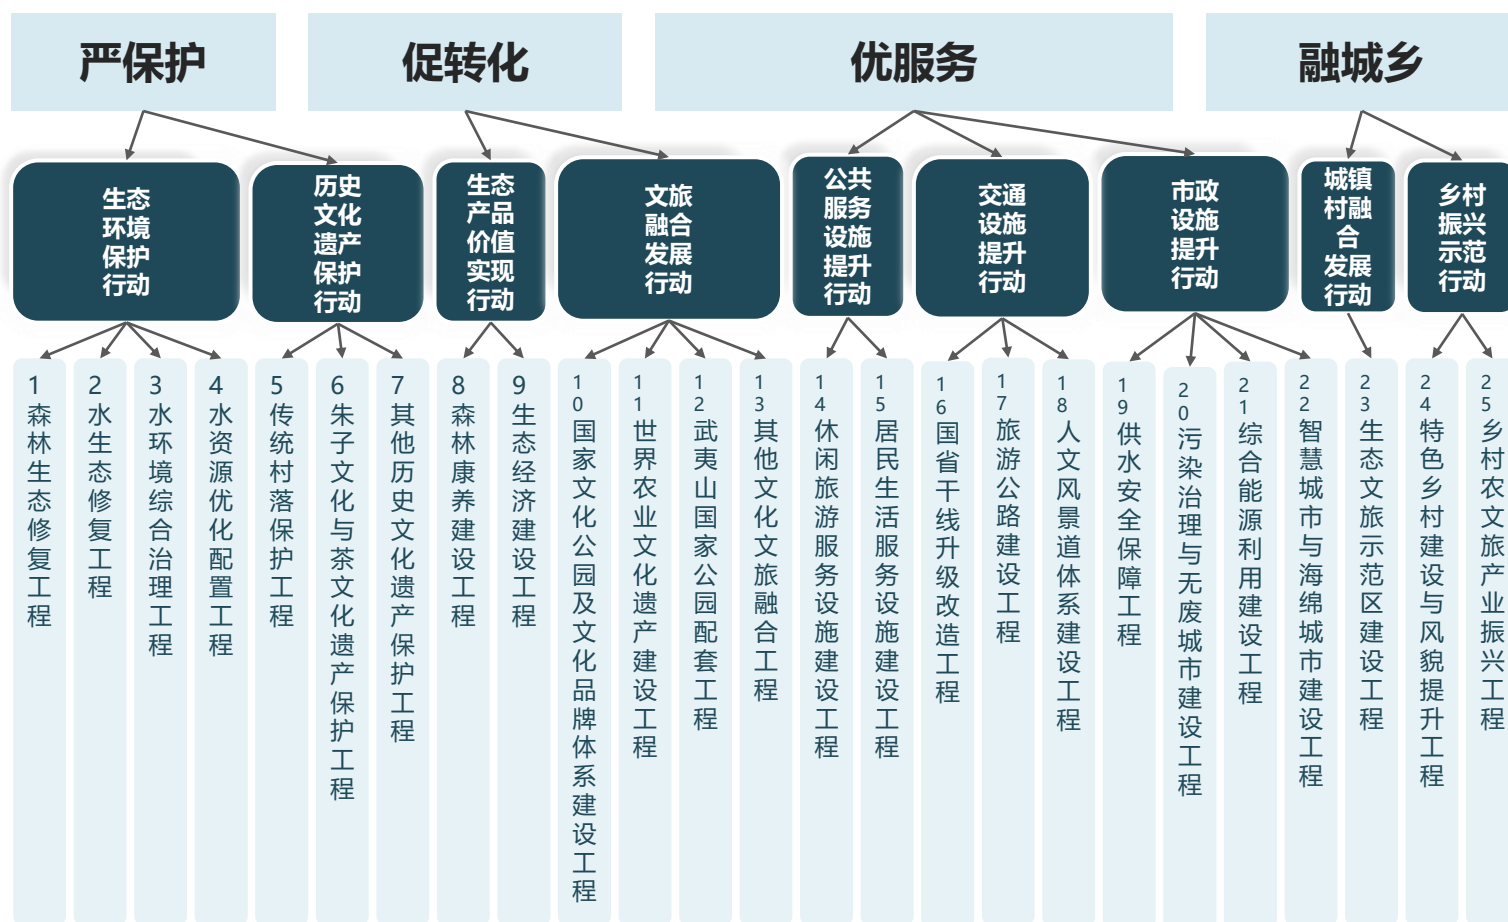 严保护
促转化
优服务
融城乡
生态
环境
保护
行动
历史
文化
遗产
保护
行动
生态
产品
价值
实现
行动
文旅
融合
发展
行动
公共
服务
设施
提升
行动
交通
设施
提升
行动
市政
设施
提升
行动
城镇
村融
合
发展
行动
乡村
振兴
示范
行动
1森林生态修复工程
2水生态修复工程
3水环境综合治理工程
4水资源优化配置工程
5传统村落保护工程
6朱子文化与茶文化遗产保护工程
7其他历史文化遗产保护工程
8森林康养建设工程
9生态经济建设工程
10国家文化公园及文化品牌体系建设工程
11世界农业文化遗产建设工程
12武夷山国家公园配套工程
13其他文化文旅融合工程
14休闲旅游服务设施建设工程
15居民生活服务设施建设工程
16国省干线升级改造工程
17旅游公路建设工程
18人文风景道体系建设工程
19供水安全保障工程
20污染治理与无废城市建设工程
21综合能源利用建设工程
22智慧城市与海绵城市建设工程
23生态文旅示范区建设工程
24特色乡村建设与风貌提升工程
25乡村农文旅产业振兴工程